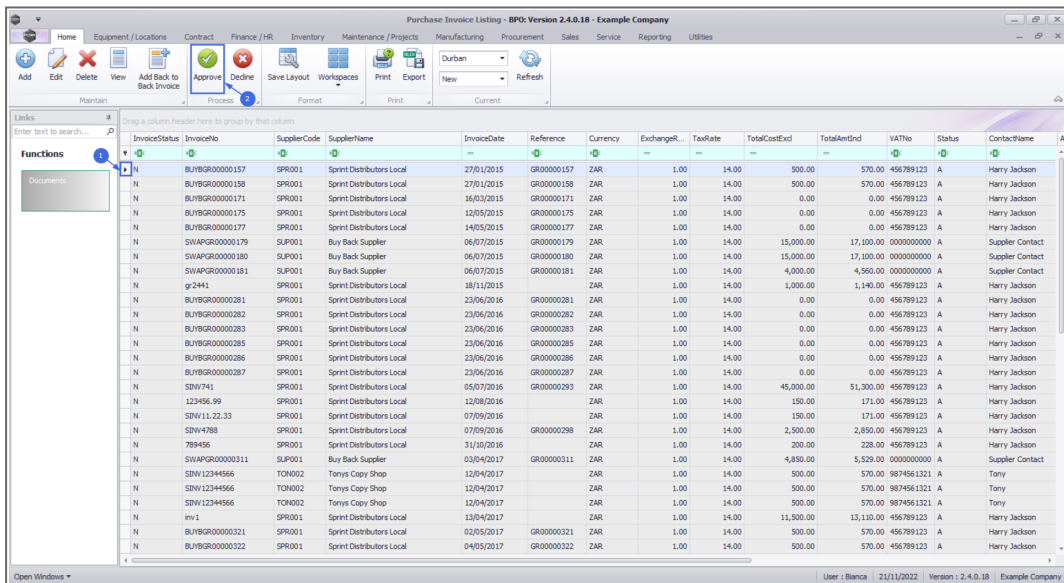 Purchase Invoice Listing - BPO: Version 2.4.0.18 - Example Company
Home Equipment / Locations Contract Finance / HR Inventory Maintenance / Projects Manufacturing Procurement Sales Service Reporting Utilities
Add Edit Delete View Add Back to Back Invoice Approve Decline Save Layout Workspaces Print Export Durban New Refresh
Maintain Process 2 Format Print Current
Links
Drag a column header here to group by that column
Enter text to search...
InvoiceStatus InvoiceNo SupplierCode SupplierName InvoiceDate Reference Currency ExchangeR... TaxRate TotalCostExcl TotalAmtIncl VATNo Status ContactName A
Functions
1
Documents
N BUYBGR00000157 SPR001 Sprint Distributors Local 27/01/2015 GR00000157 ZAR 1.00 14.00 500.00 570.00 456789123 A Harry Jackson
N BUYBGR00000158 SPR001 Sprint Distributors Local 27/01/2015 GR00000158 ZAR 1.00 14.00 500.00 570.00 456789123 A Harry Jackson
N BUYBGR00000171 SPR001 Sprint Distributors Local 16/03/2015 GR00000171 ZAR 1.00 14.00 0.00 0.00 456789123 A Harry Jackson
N BUYBGR00000175 SPR001 Sprint Distributors Local 12/05/2015 GR00000175 ZAR 1.00 14.00 0.00 0.00 456789123 A Harry Jackson
N BUYBGR00000177 SPR001 Sprint Distributors Local 14/05/2015 GR00000177 ZAR 1.00 14.00 0.00 0.00 456789123 A Harry Jackson
N SWAPGR00000179 SUP001 Buy Back Supplier 06/07/2015 GR00000179 ZAR 1.00 14.00 15,000.00 17,100.00 0000000000 A Supplier Contact
N SWAPGR00000180 SUP001 Buy Back Supplier 06/07/2015 GR00000180 ZAR 1.00 14.00 15,000.00 17,100.00 0000000000 A Supplier Contact
N SWAPGR00000181 SUP001 Buy Back Supplier 06/07/2015 GR00000181 ZAR 1.00 14.00 4,000.00 4,560.00 0000000000 A Supplier Contact
N gr2441 SPR001 Sprint Distributors Local 18/11/2015 ZAR 1.00 14.00 1,000.00 1,140.00 456789123 A Harry Jackson
N BUYBGR00000281 SPR001 Sprint Distributors Local 23/06/2016 GR00000281 ZAR 1.00 14.00 0.00 0.00 456789123 A Harry Jackson
N BUYBGR00000282 SPR001 Sprint Distributors Local 23/06/2016 GR00000282 ZAR 1.00 14.00 0.00 0.00 456789123 A Harry Jackson
N BUYBGR00000283 SPR001 Sprint Distributors Local 23/06/2016 GR00000283 ZAR 1.00 14.00 0.00 0.00 456789123 A Harry Jackson
N BUYBGR00000285 SPR001 Sprint Distributors Local 23/06/2016 GR00000285 ZAR 1.00 14.00 0.00 0.00 456789123 A Harry Jackson
N BUYBGR00000286 SPR001 Sprint Distributors Local 23/06/2016 GR00000286 ZAR 1.00 14.00 0.00 0.00 456789123 A Harry Jackson
N BUYBGR00000287 SPR001 Sprint Distributors Local 23/06/2016 GR00000287 ZAR 1.00 14.00 0.00 0.00 456789123 A Harry Jackson
N SINV741 SPR001 Sprint Distributors Local 05/07/2016 GR00000293 ZAR 1.00 14.00 45,000.00 51,300.00 456789123 A Harry Jackson
N 123456.99 SPR001 Sprint Distributors Local 12/08/2016 ZAR 1.00 14.00 150.00 171.00 456789123 A Harry Jackson
N SINV11.22.33 SPR001 Sprint Distributors Local 07/09/2016 ZAR 1.00 14.00 150.00 171.00 456789123 A Harry Jackson
N SINV4788 SPR001 Sprint Distributors Local 07/09/2016 GR00000298 ZAR 1.00 14.00 2,500.00 2,850.00 456789123 A Harry Jackson
N 789456 SPR001 Sprint Distributors Local 31/10/2016 ZAR 1.00 14.00 200.00 228.00 456789123 A Harry Jackson
N SWAPGR00000311 SUP001 Buy Back Supplier 03/04/2017 GR00000311 ZAR 1.00 14.00 4,850.00 5,529.00 0000000000 A Supplier Contact
N SINV12344566 TON002 Tonys Copy Shop 12/04/2017 ZAR 1.00 14.00 500.00 570.00 9874561321 A Tony
N SINV12344566 TON002 Tonys Copy Shop 12/04/2017 ZAR 1.00 14.00 500.00 570.00 9874561321 A Tony
N SINV12344566 TON002 Tonys Copy Shop 12/04/2017 ZAR 1.00 14.00 500.00 570.00 9874561321 A Tony
N inv1 SPR001 Sprint Distributors Local 13/04/2017 ZAR 1.00 14.00 11,500.00 13,110.00 456789123 A Harry Jackson
N BUYBGR00000321 SPR001 Sprint Distributors Local 02/05/2017 GR00000321 ZAR 1.00 14.00 500.00 570.00 456789123 A Harry Jackson
N BUYBGR00000322 SPR001 Sprint Distributors Local 04/05/2017 GR00000322 ZAR 1.00 14.00 500.00 570.00 456789123 A Harry Jackson
Open Windows User : Bianca 21/11/2022 Version : 2.4.0.18 Example Company